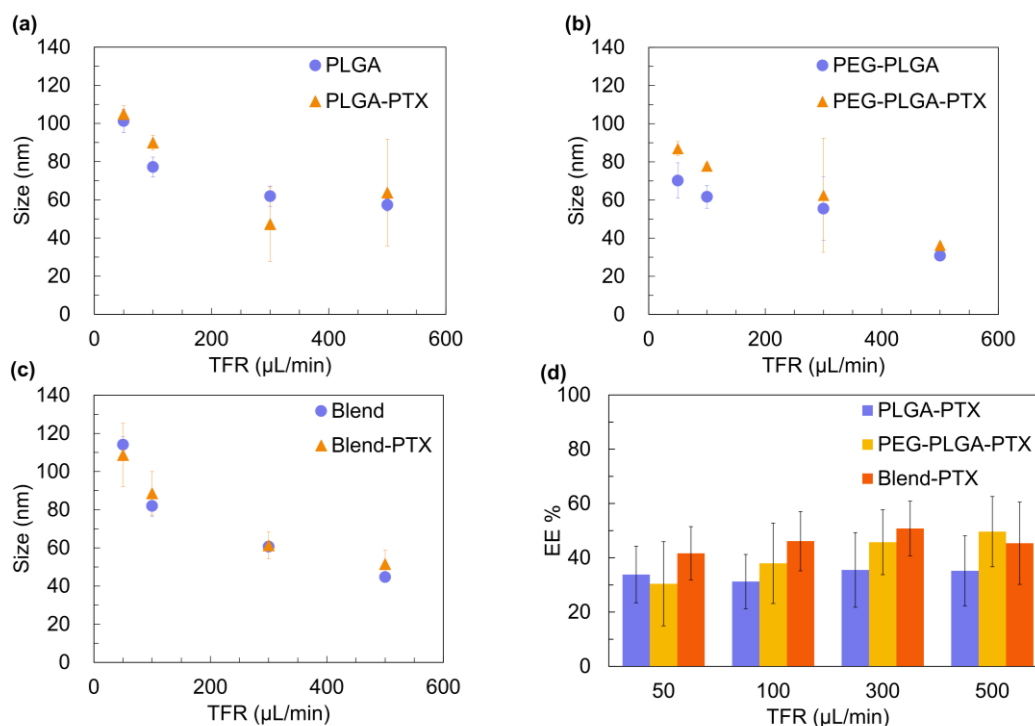 (a)
140
120
100
80
60
40
20
0
Size (nm)
PLGA
PLGA-PTX
0 200 400 600
TFR (µL/min)
(b)
140
120
100
80
60
40
20
0
Size (nm)
PEG-PLGA
PEG-PLGA-PTX
0 200 400 600
TFR (µL/min)
(c)
140
120
100
80
60
40
20
0
Size (nm)
Blend
Blend-PTX
0 200 400 600
TFR (µL/min)
(d)
100
80
60
40
20
0
EE %
PLGA-PTX
PEG-PLGA-PTX
Blend-PTX
50 100 300 500
TFR (µL/min)